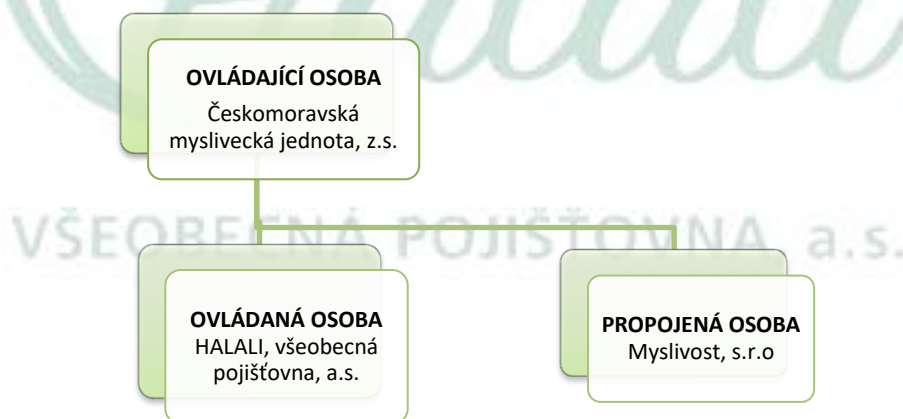 OVLÁDAJÍCÍ OSOBA
Českomoravská
myslivecká jednota, z.s.
VŠEOBECNÁ POJIŠŤOVNA, a.s.
OVLÁDANÁ OSOBA
HALALI, všeobecná
pojišťovna, a.s.
PROPOJENÁ OSOBA
Myslivost, s.r.o